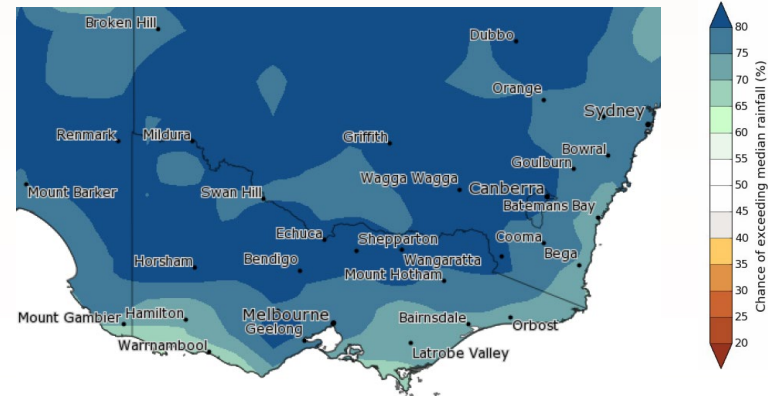 Broken Hill
Dubbo
Orange
Sydney
Renmark
Mildura
Griffith
Bowral
Goulburn
Mount Barker
Swan Hill
Wagga Wagga
Canberra
Batemans Bay
Echuca
Shepparton
Cooma
Horsham
Bendigo
Wangaratta
Bega
Mount Hotham
Mount Gambier
Hamilton
Melbourne
Geelong
Bairnsdale
Orbost
Warrnambool
Latrobe Valley
80
75
70
65
60
55
50
45
40
35
30
25
20
Chance of exceeding median rainfall (%)